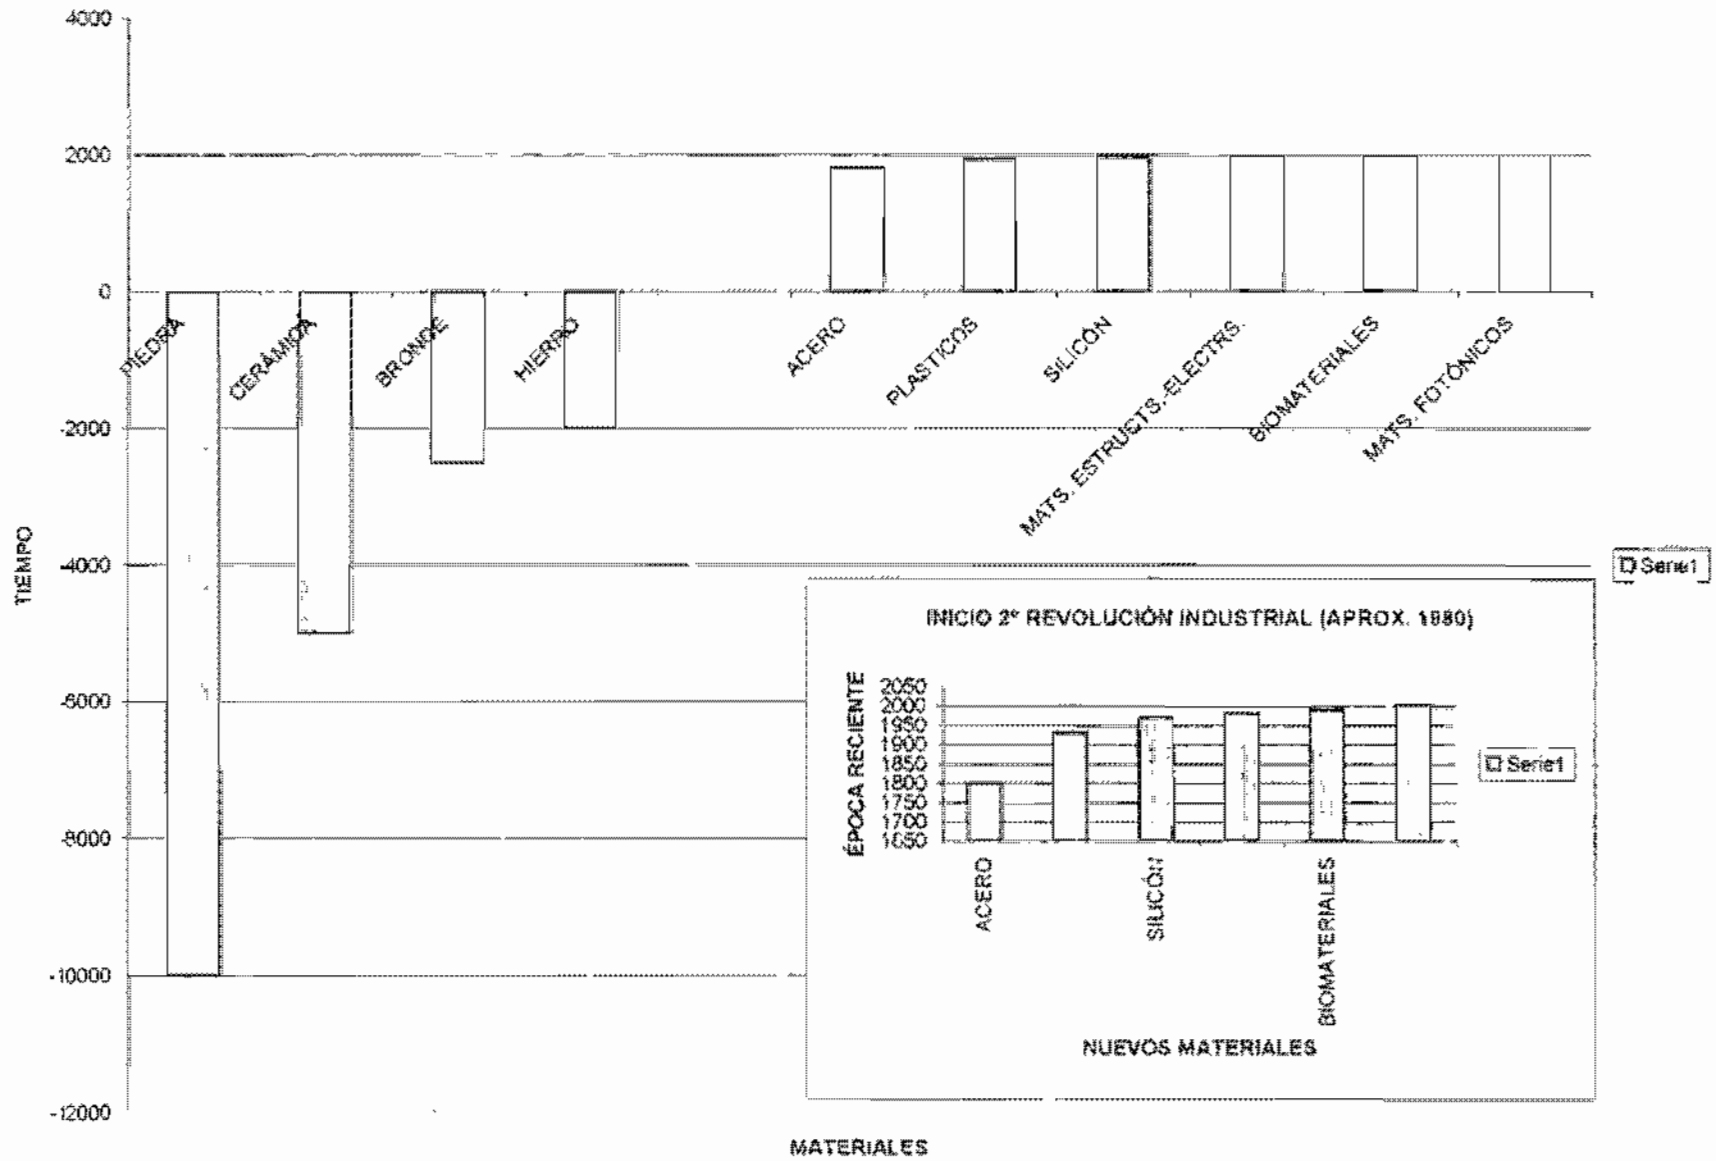 4000
2000
0
-2000
-4000
-6000
-8000
-10000
-12000
TIEMPO
PIEDRA
CERÁMICA
BRONDE
HIERRO
ACERO
PLASTICOS
SILICÓN
MATS. ESTRUCTS.-ELECTRS.
BIOMATERIALES
MATS. FOTÓNICOS
Serie1
INICIO 2ª REVOLUCIÓN INDUSTRIAL (APROX. 1980)
ÉPOCA RECIENTE
2050
2000
1950
1900
1850
1800
1750
1700
1650
ACERO
SILICÓN
BIOMATERIALES
Serie1
NUEVOS MATERIALES
MATERIALES